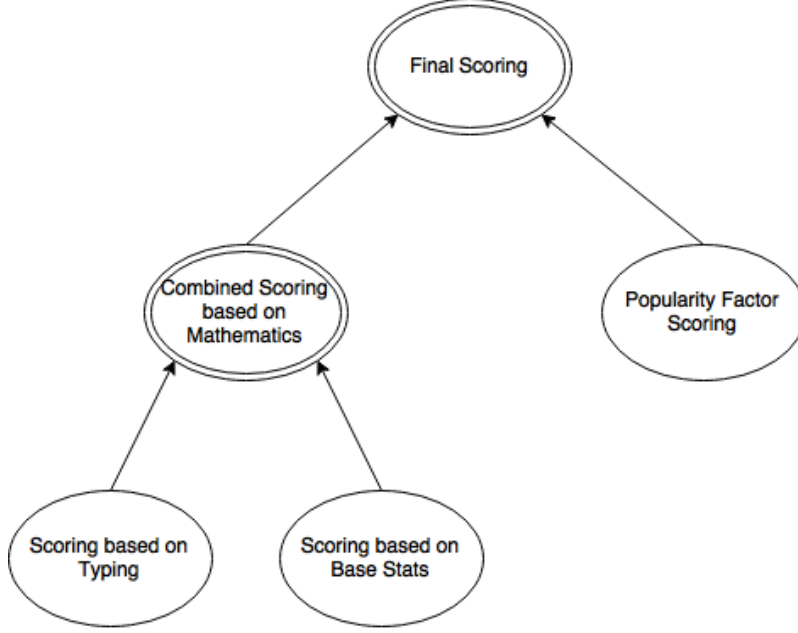 Final Scoring
Combined Scoring
based on
Mathematics
Popularity Factor
Scoring
Scoring based on
Typing
Scoring based on
Base Stats